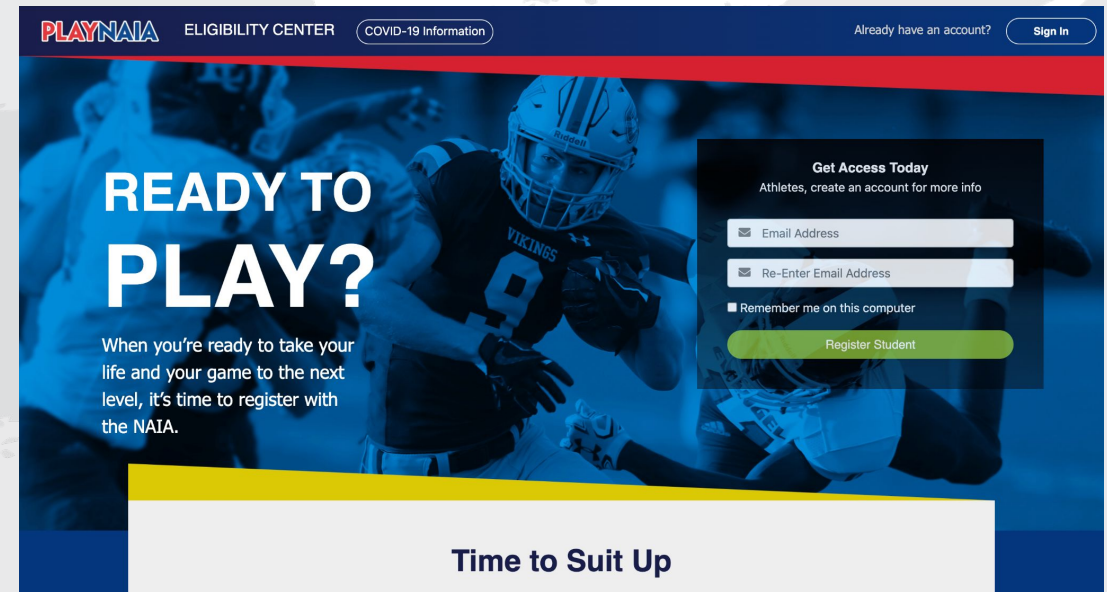 PLAYNAIA ELIGIBILITY CENTER COVID-19 Information Already have an account? Sign In
READY TO
PLAY?
When you're ready to take your
life and your game to the next
level, it's time to register with
the NAIA.
Riddell
VIKINGS
9
Get Access Today
Athletes, create an account for more info
Email Address
Re-Enter Email Address
Remember me on this computer
Register Student
Time to Suit Up